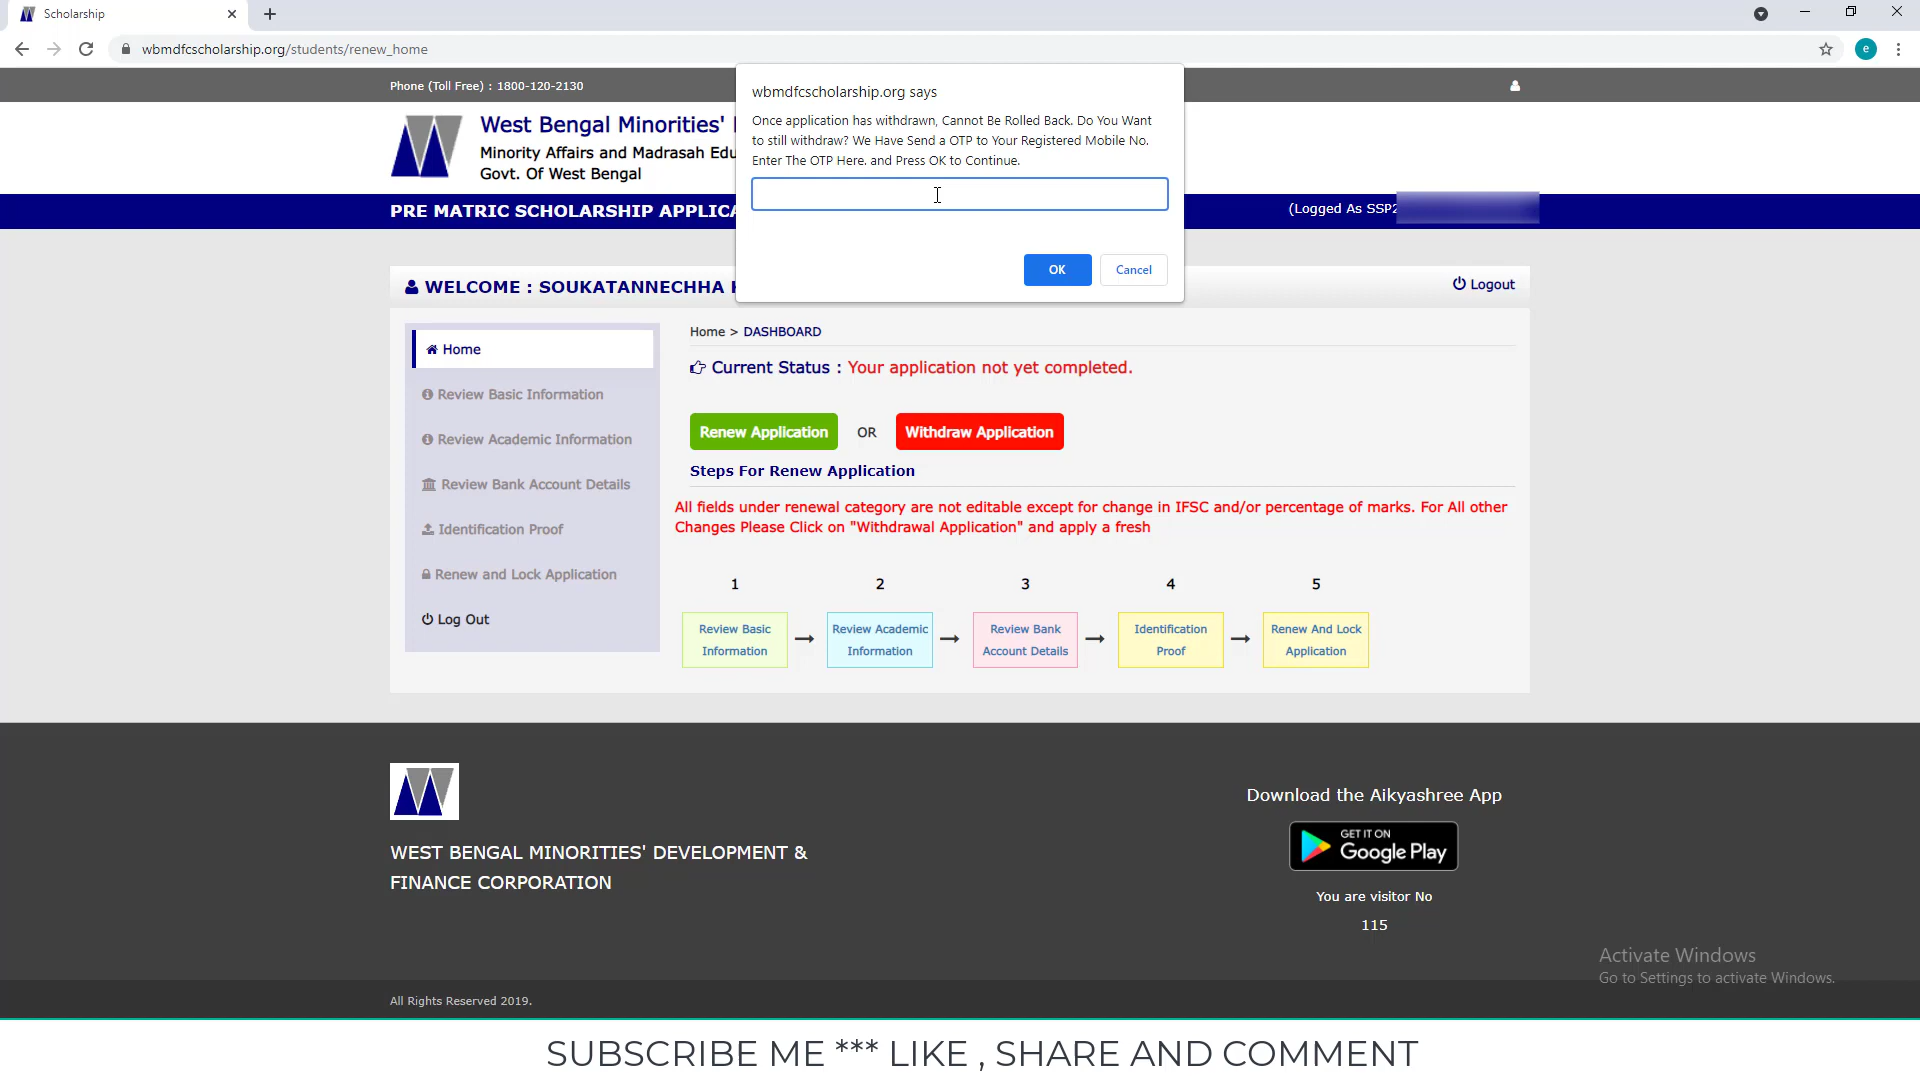 Scholarship
wbmdfcscholarship.org/students/renew_home
e
Phone (Toll Free) : 1800-120-2130
West Bengal Minorities'
Minority Affairs and Madrasah Edu
Govt. Of West Bengal
wbmdfcscholarship.org says
Once application has withdrawn, Cannot Be Rolled Back. Do You Want
to still withdraw? We Have Send a OTP to Your Registered Mobile No.
Enter The OTP Here. and Press OK to Continue.
OK
Cancel
PRE MATRIC SCHOLARSHIP APPLICA
(Logged As SSP2
WELCOME : SOUKATANNECHHA
Logout
Home
Review Basic Information
Review Academic Information
Review Bank Account Details
Identification Proof
Renew and Lock Application
Log Out
Home > DASHBOARD
Current Status : Your application not yet completed.
Renew Application OR Withdraw Application
Steps For Renew Application
All fields under renewal category are not editable except for change in IFSC and/or percentage of marks. For All other
Changes Please Click on "Withdrawal Application" and apply a fresh
1 2 3 4 5
Review Basic
Information
Review Academic
Information
Review Bank
Account Details
Identification
Proof
Renew And Lock
Application
WEST BENGAL MINORITIES' DEVELOPMENT &
FINANCE CORPORATION
Download the Aikyashree App
GET IT ON
Google Play
You are visitor No
115
Activate Windows
Go to Settings to activate Windows.
All Rights Reserved 2019.
SUBSCRIBE ME *** LIKE , SHARE AND COMMENT